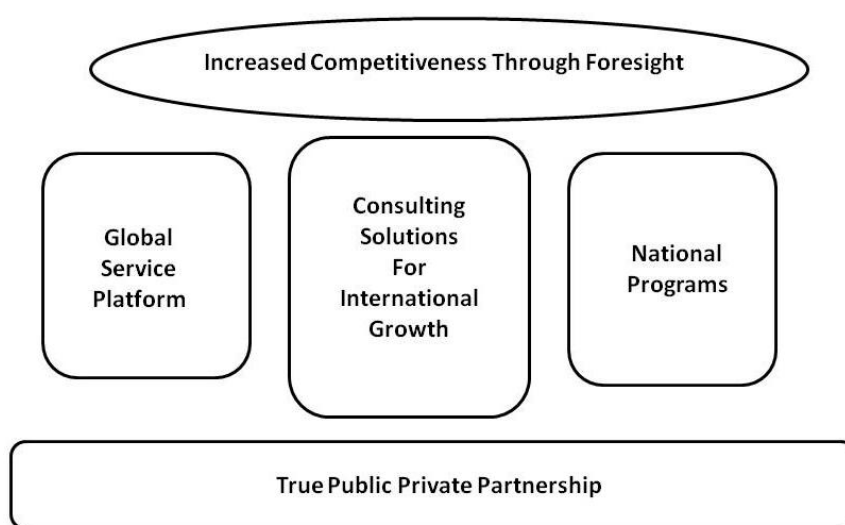 Increased Competitiveness Through Foresight
Global
Service
Platform
Consulting
Solutions
For
International
Growth
National
Programs
True Public Private Partnership